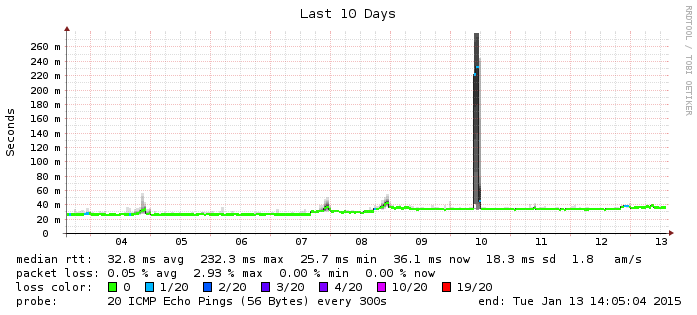 Last 10 Days
RRDTOOL / TOBI OETIKER
Seconds
260 m
240 m
220 m
200 m
180 m
160 m
140 m
120 m
100 m
80 m
60 m
40 m
20 m
0
04 05 06 07 08 09 10 11 12 13
median rtt: 32.8 ms avg 232.3 ms max 25.7 ms min 36.1 ms now 18.3 ms sd 1.8 am/s
packet loss: 0.05 % avg 2.93 % max 0.00 % min 0.00 % now
loss color: 0 1/20 2/20 3/20 4/20 10/20 19/20
probe: 20 ICMP Echo Pings (56 Bytes) every 300s end: Tue Jan 13 14:05:04 2015